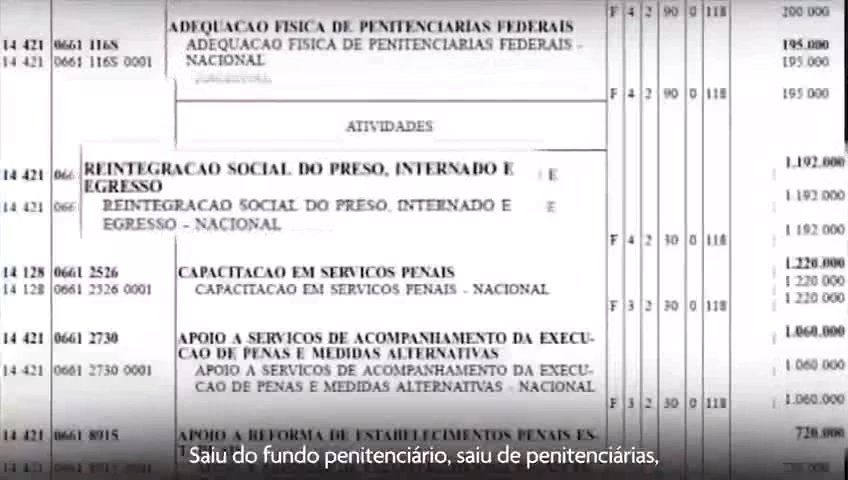 F 4 2 90 0 118 200 000
ADEQUACAO FISICA DE PENITENCIARIAS FEDERAIS
14 421 0661 116S ADEQUACAO FISICA DE PENITENCIARIAS FEDERAIS - 195.000
14 421 0661 116S 0001 NACIONAL 195 000
F 4 2 90 0 118 195 000
ATIVIDADES
14 421 066 REINTEGRACAO SOCIAL DO PRESO, INTERNADO E E 1.192.000
EGRESSO
14 421 066 REINTEGRACAO SOCIAL DO PRESO, INTERNADO E E 1.192 000
EGRESSO - NACIONAL
F 4 2 30 0 118 1.192 000
14 128 0661 2526 CAPACITACAO EM SERVICOS PENAIS 1.220.000
14 128 0661 2526 0001 CAPACITACAO EM SERVICOS PENAIS - NACIONAL 1 220 000
F 3 2 30 0 118 1 220 000
14 421 0661 2730 APOIO A SERVICOS DE ACOMPANHAMENTO DA EXECU- 1.060.000
CAO DE PENAS E MEDIDAS ALTERNATIVAS
14 421 0661 2730 0001 APOIO A SERVICOS DE ACOMPANHAMENTO DA EXECU- 1.060 000
CAO DE PENAS E MEDIDAS ALTERNATIVAS - NACIONAL
F 3 2 30 0 118 1.060 000
14 421 0661 8915 APOIO A REFORMA DE ESTABELECIMENTOS PENAIS ES- 720.000
Saiu do fundo penitenciário, saiu de penitenciárias,